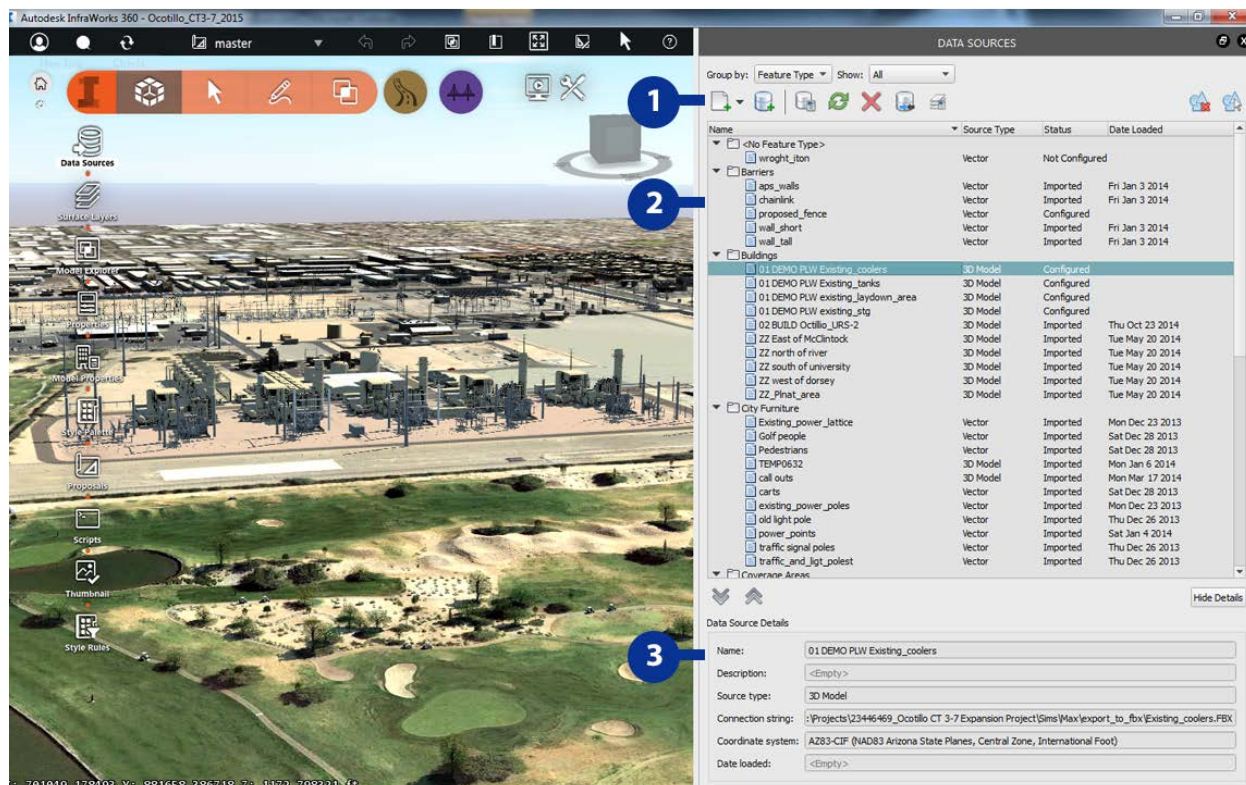 Autodesk InfraWorks 360 - Ocotillo_CT3-7_2015
master
Data Sources
Surface Layers
Model Explorer
Properties
Model Properties
Style Palette
Proposals
Scripts
Thumbnail
Style Rules
DATA SOURCES
Group by: Feature Type Show: All
1
Name Source Type Status Date Loaded
<No Feature Type>
wroght_iton Vector Not Configured
Barriers
aps_walls Vector Imported Fri Jan 3 2014
chainlink Vector Imported Fri Jan 3 2014
2
proposed_fence Vector Configured
wall_short Vector Imported Fri Jan 3 2014
wall_tall Vector Imported Fri Jan 3 2014
Buildings
01 DEMO PLW Existing_coolers 3D Model Configured
01 DEMO PLW Existing_tanks 3D Model Configured
01 DEMO PLW existing_laydown_area 3D Model Configured
01 DEMO PLW existing_stg 3D Model Configured
02 BUILD Octillio_URS-2 3D Model Imported Thu Oct 23 2014
ZZ East of McClintock 3D Model Imported Tue May 20 2014
ZZ north of river 3D Model Imported Tue May 20 2014
ZZ south of university 3D Model Imported Tue May 20 2014
ZZ west of dorsey 3D Model Imported Tue May 20 2014
ZZ_Plnat_area 3D Model Imported Tue May 20 2014
City Furniture
Existing_power_lattice Vector Imported Mon Dec 23 2013
Golf people Vector Imported Sat Dec 28 2013
Pedestrians Vector Imported Sat Dec 28 2013
TEMP0632 3D Model Imported Mon Jan 6 2014
call outs 3D Model Imported Mon Mar 17 2014
carts Vector Imported Sat Dec 28 2013
existing_power_poles Vector Imported Mon Dec 23 2013
old light pole Vector Imported Thu Dec 26 2013
power_points Vector Imported Sat Jan 4 2014
traffic signal poles Vector Imported Thu Dec 26 2013
traffic_and_ligt_polest Vector Imported Thu Dec 26 2013
Coverage Areas
Hide Details
Data Source Details
3
Name: 01 DEMO PLW Existing_coolers
Description: <Empty>
Source type: 3D Model
Connection string: :\Projects\23446469_Ocotillo CT 3-7 Expansion Project\Sims\Max\export_to_fbx\Existing_coolers.FBX
Coordinate system: AZ83-CIF (NAD83 Arizona State Planes, Central Zone, International Foot)
Date loaded: <Empty>